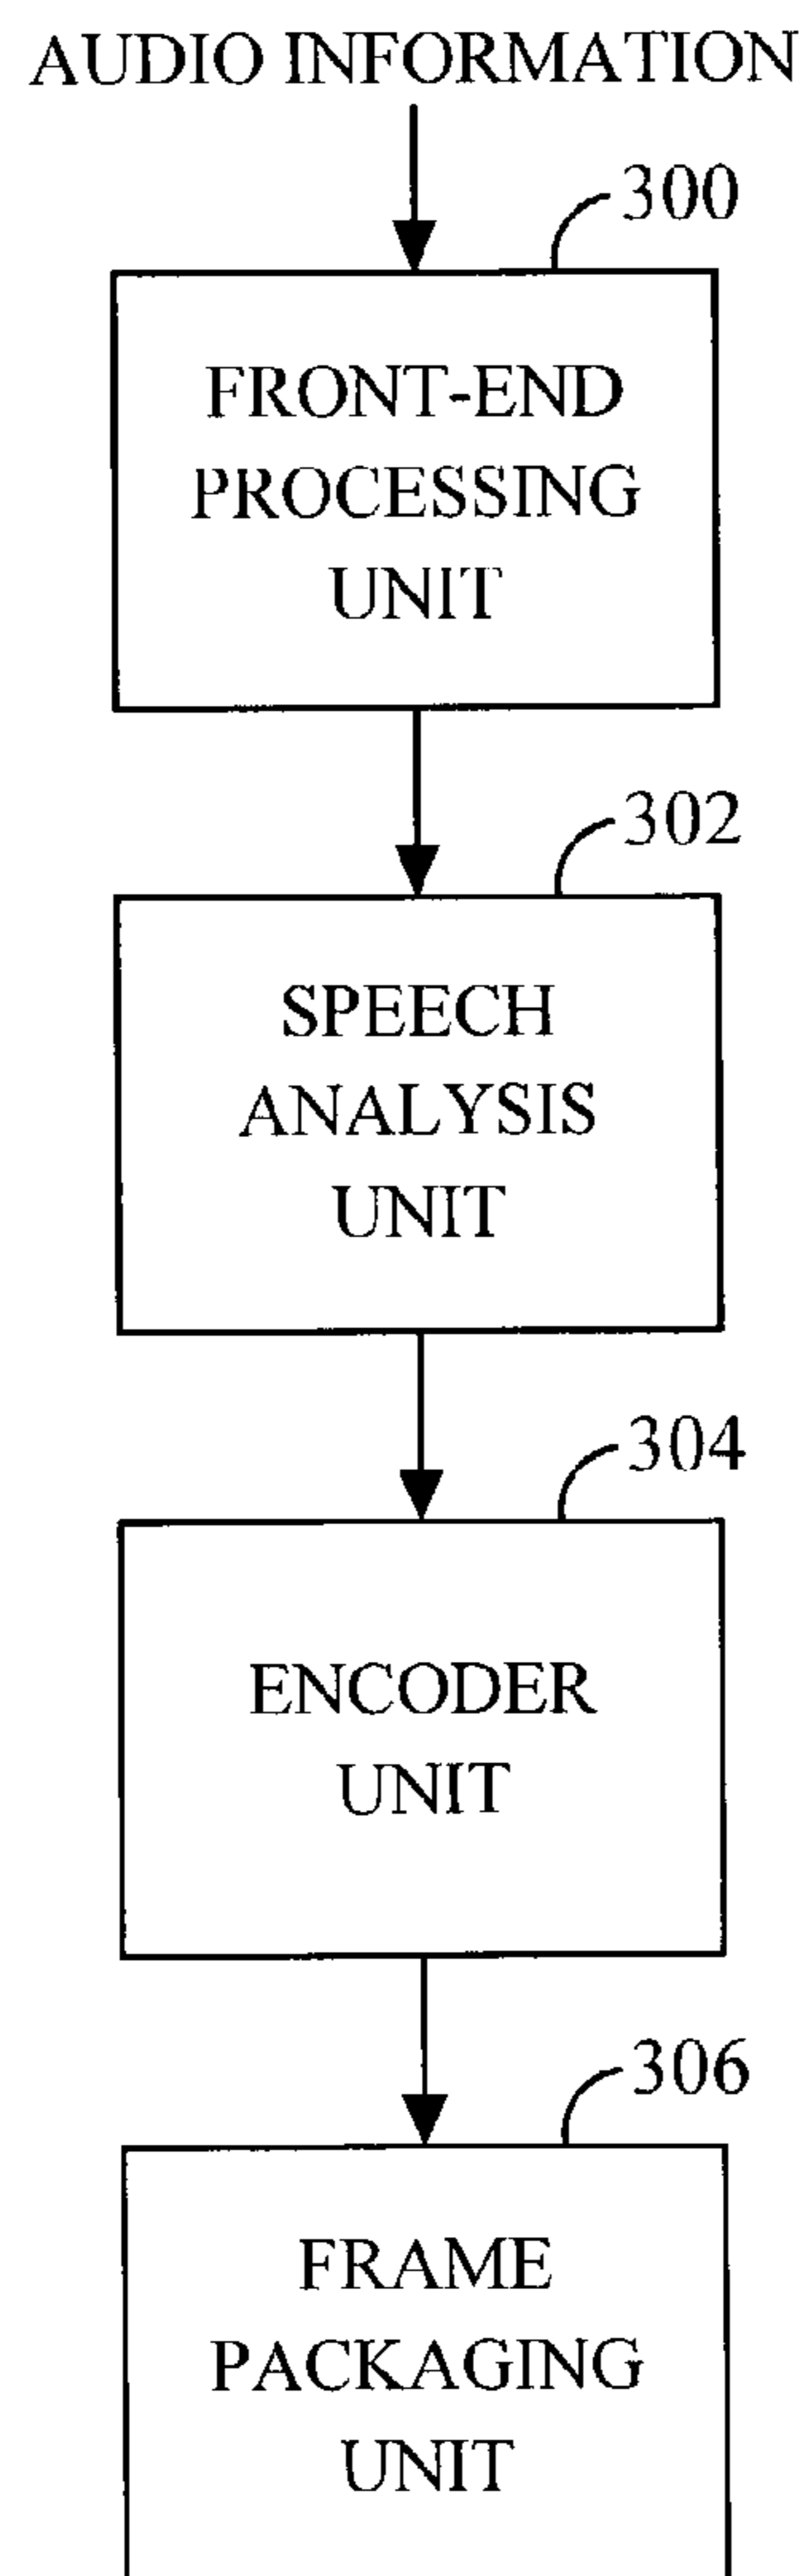 AUDIO INFORMATION
300
FRONT-END
PROCESSING
UNIT
302
SPEECH
ANALYSIS
UNIT
304
ENCODER
UNIT
306
FRAME
PACKAGING
UNIT